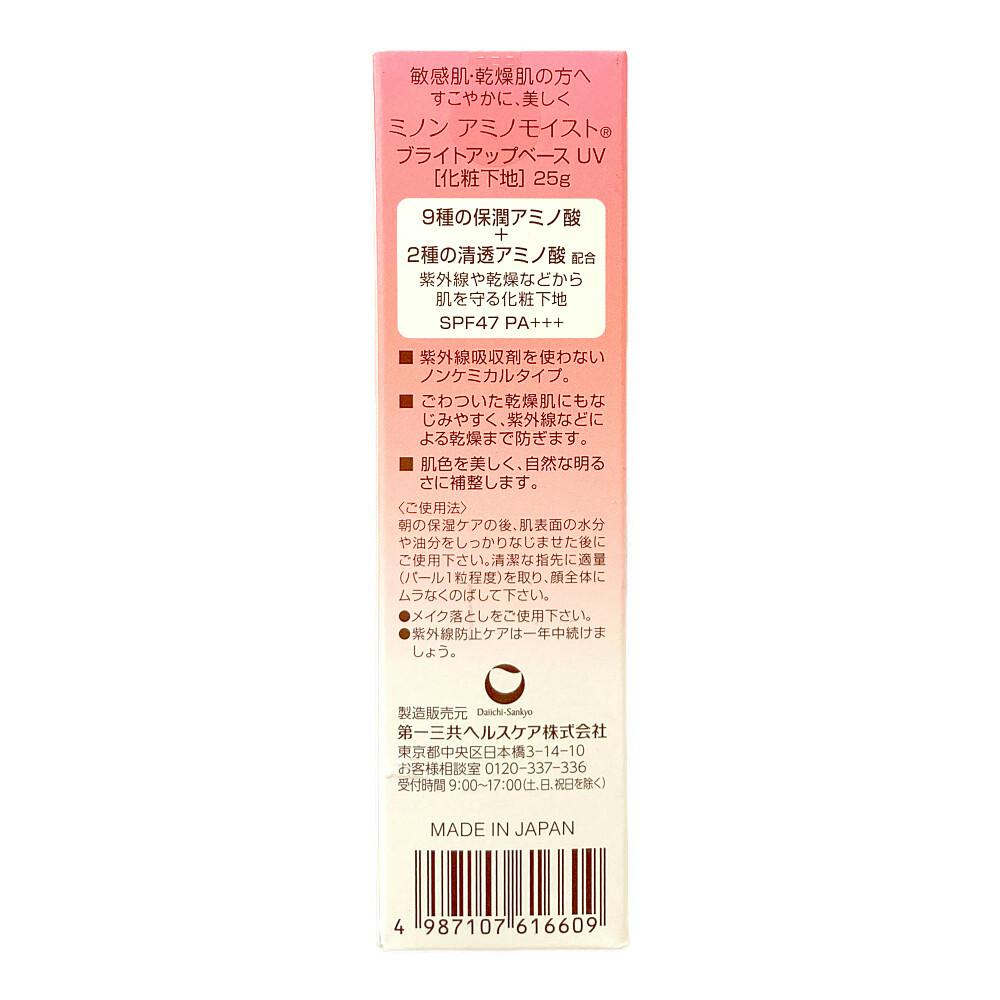 敏感肌・乾燥肌の方へ
すこやかに、美しく
ミノン アミノモイスト®
ブライトアップベース UV
［化粧下地］25g
9種の保潤アミノ酸
+
2種の清透アミノ酸 配合
紫外線や乾燥などから
肌を守る化粧下地
SPF47 PA+++
■ 紫外線吸収剤を使わない
ノンケミカルタイプ。
■ ごわついた乾燥肌にもな
じみやすく、紫外線などに
よる乾燥まで防ぎます。
■ 肌色を美しく、自然な明る
さに補整します。
〈ご使用法〉
朝の保湿ケアの後、肌表面の水分
や油分をしっかりなじませた後に
ご使用下さい。清潔な指先に適量
（パール1粒程度）を取り、顔全体に
ムラなくのばして下さい。
●メイク落としをご使用下さい。
●紫外線防止ケアは一年中続けま
しょう。
Daiichi-Sankyo
製造販売元
第一三共ヘルスケア株式会社
東京都中央区日本橋3-14-10
お客様相談室 0120-337-336
受付時間 9:00～17:00（土、日、祝日を除く）
MADE IN JAPAN
4 987107 616609